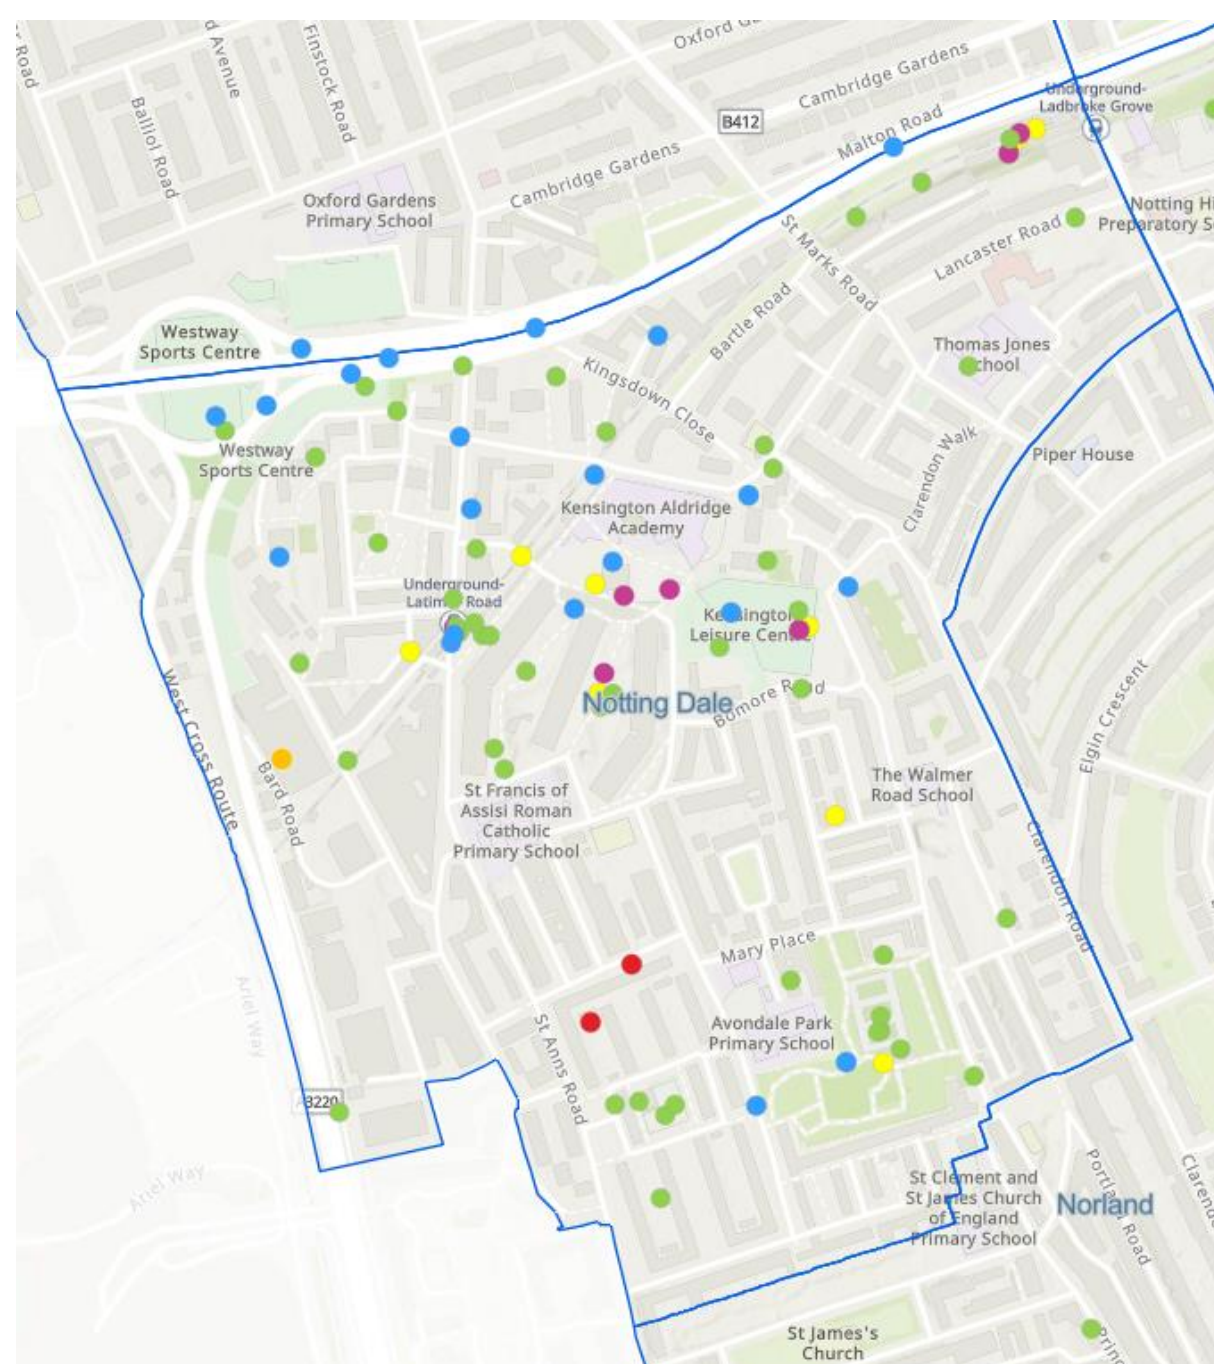 Oxford G
Cambridge Gardens
Underground-
Ladbroke Grove
d Avenue
Finstock Road
r Road
Balliol Road
B412
Malton Road
Cambridge Gardens
Oxford Gardens
Primary School
Notting Hi
Preparatory S
St Marks Road
Lancaster Road
Bartle Road
Westway
Sports Centre
Thomas Jones
School
Kingsdown Close
Clarendon Walk
Piper House
Westway
Sports Centre
Kensington Aldridge
Academy
Underground-
Latimer Road
Kensington
Leisure Centre
Notting Dale
Bomore Road
West Cross Route
Elgin Crescent
Bard Road
The Walmer
Road School
St Francis of
Assisi Roman
Catholic
Primary School
Clarendon Road
Mary Place
Ariel Way
St Anns Road
Avondale Park
Primary School
A3220
Ariel Way
St Clement and
St James Church
of England
Primary School
Norland
Portland Road
Clarend
St James's
Church
Prin